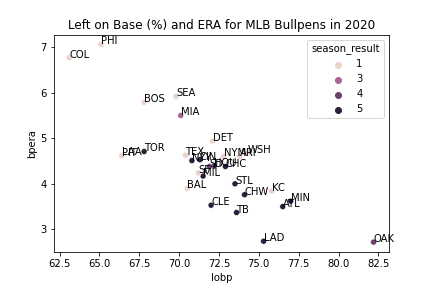 Left on Base (%) and ERA for MLB Bullpens in 2020
7
6
5
4
3
bpera
62.5 65.0 67.5 70.0 72.5 75.0 77.5 80.0 82.5
lobp
season_result
1
3
4
5
PHI
COL
SEA
BOS
MIA
DET
TOR
TEX
WSH
CHC
MIL
BAL
STL
KC
CHW
MIN
ATL
CLE
TB
LAD
OAK